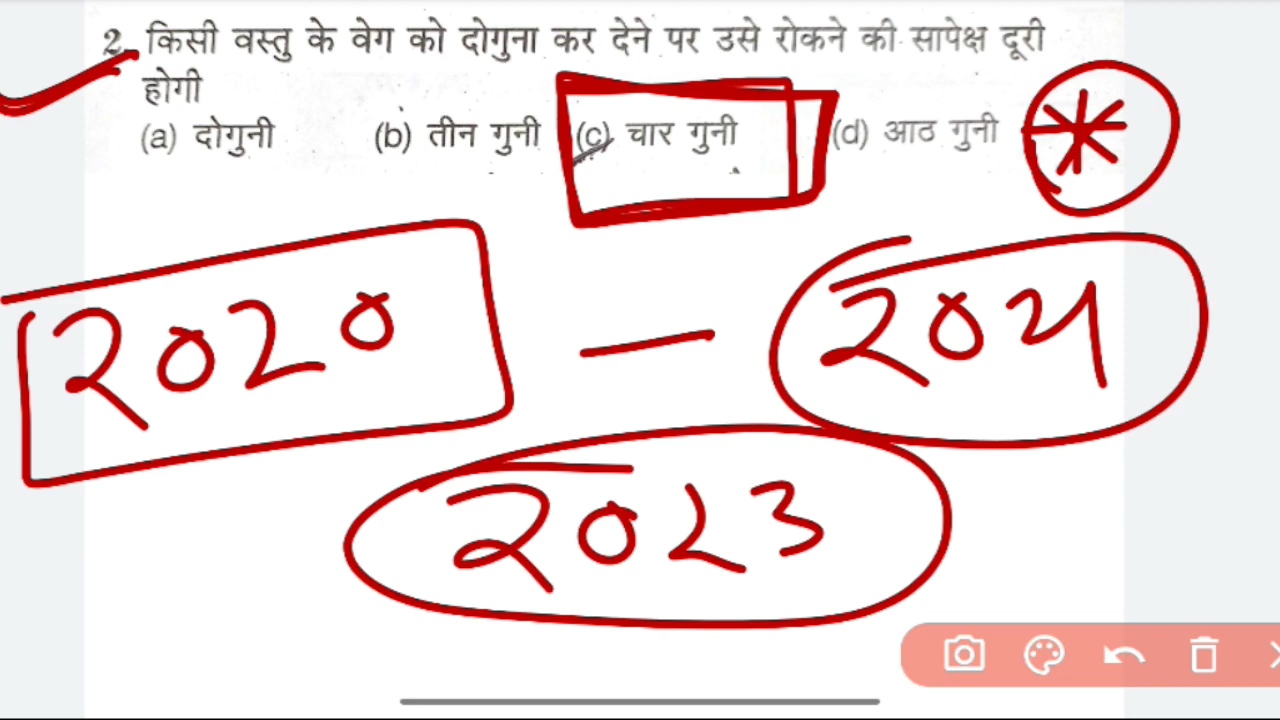 2. किसी वस्तु के वेग को दोगुना कर देने पर उसे रोकने की सापेक्ष दूरी
होगी
(a) दोगुनी (b) तीन गुनी (c) चार गुनी (d) आठ गुनी
2020 — 2024
2023